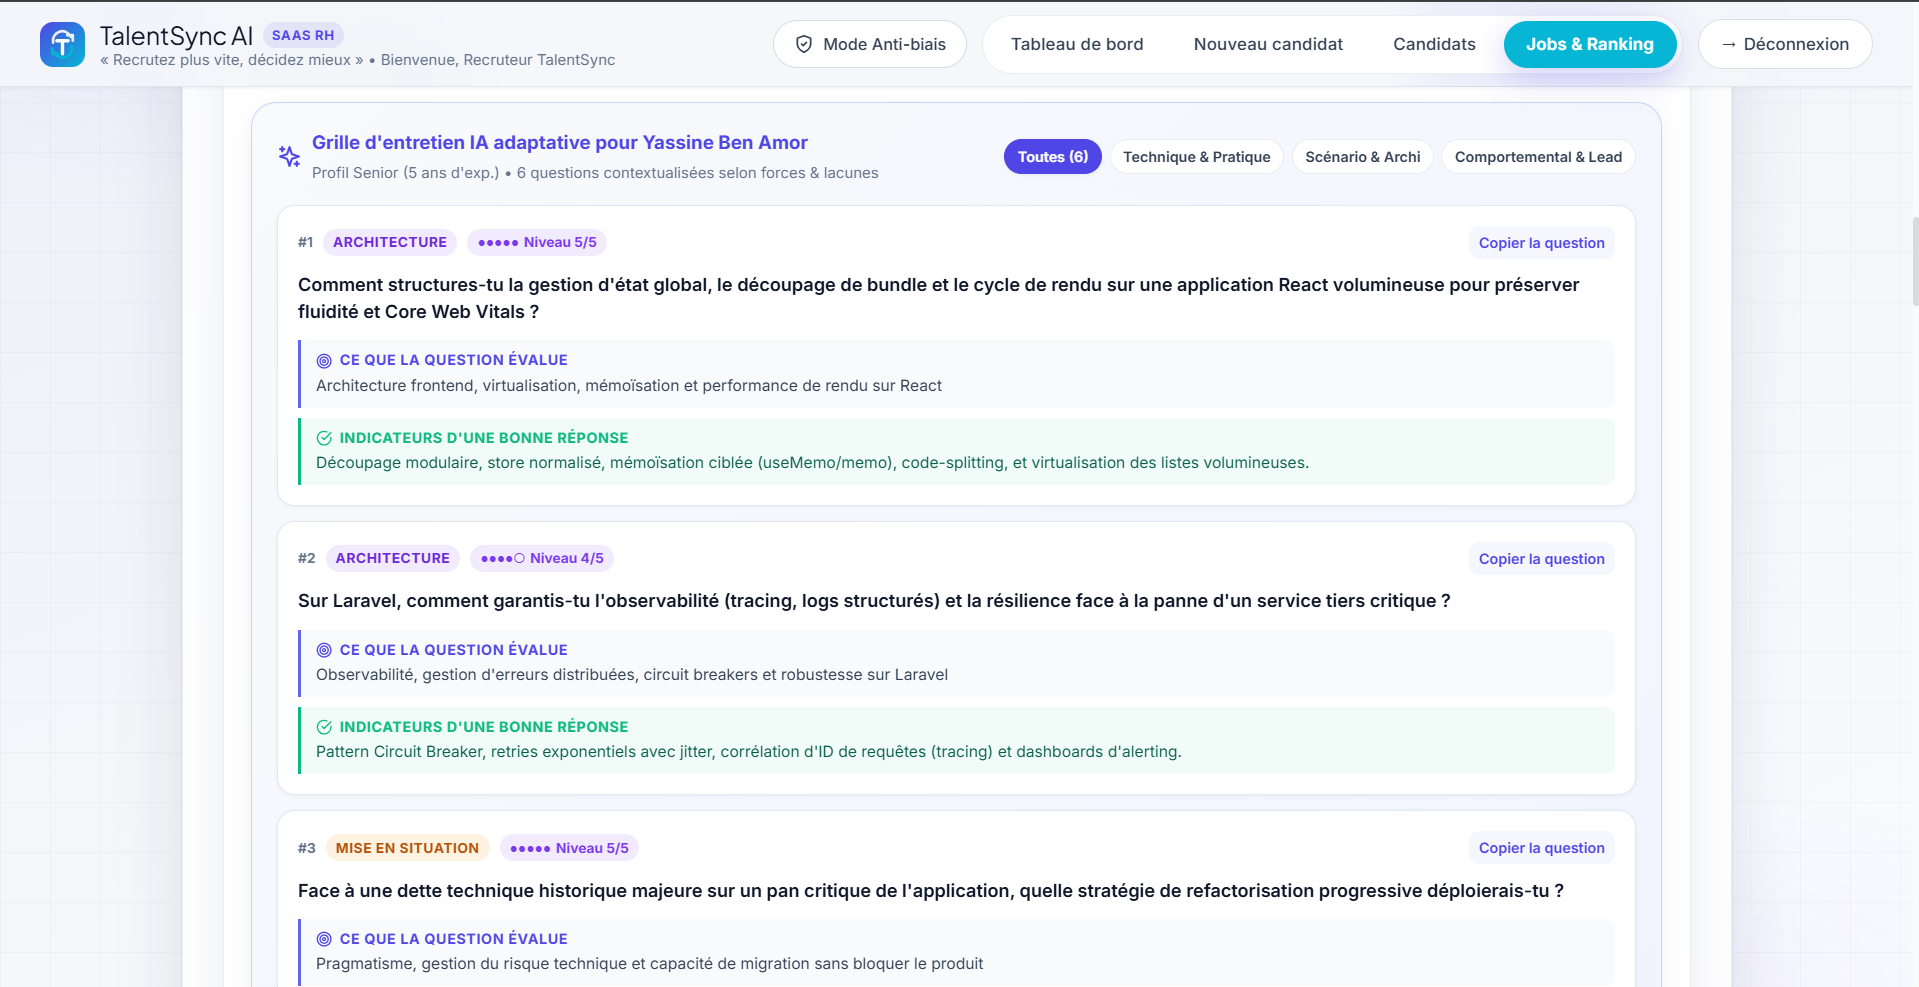 TalentSync AI SAAS RH
« Recrutez plus vite, décidez mieux » • Bienvenue, Recruteur TalentSync
Mode Anti-biais
Tableau de bord
Nouveau candidat
Candidats
Jobs & Ranking
→ Déconnexion
Grille d'entretien IA adaptative pour Yassine Ben Amor
Profil Senior (5 ans d'exp.) • 6 questions contextualisées selon forces & lacunes
Toutes (6)
Technique & Pratique
Scénario & Archi
Comportemental & Lead
#1 ARCHITECTURE ●●●●● Niveau 5/5
Copier la question
Comment structures-tu la gestion d'état global, le découpage de bundle et le cycle de rendu sur une application React volumineuse pour préserver
fluidité et Core Web Vitals ?
CE QUE LA QUESTION ÉVALUE
Architecture frontend, virtualisation, mémoïsation et performance de rendu sur React
INDICATEURS D'UNE BONNE RÉPONSE
Découpage modulaire, store normalisé, mémoïsation ciblée (useMemo/memo), code-splitting, et virtualisation des listes volumineuses.
#2 ARCHITECTURE ●●●●○ Niveau 4/5
Copier la question
Sur Laravel, comment garantis-tu l'observabilité (tracing, logs structurés) et la résilience face à la panne d'un service tiers critique ?
CE QUE LA QUESTION ÉVALUE
Observabilité, gestion d'erreurs distribuées, circuit breakers et robustesse sur Laravel
INDICATEURS D'UNE BONNE RÉPONSE
Pattern Circuit Breaker, retries exponentiels avec jitter, corrélation d'ID de requêtes (tracing) et dashboards d'alerting.
#3 MISE EN SITUATION ●●●●● Niveau 5/5
Copier la question
Face à une dette technique historique majeure sur un pan critique de l'application, quelle stratégie de refactorisation progressive déploierais-tu ?
CE QUE LA QUESTION ÉVALUE
Pragmatisme, gestion du risque technique et capacité de migration sans bloquer le produit